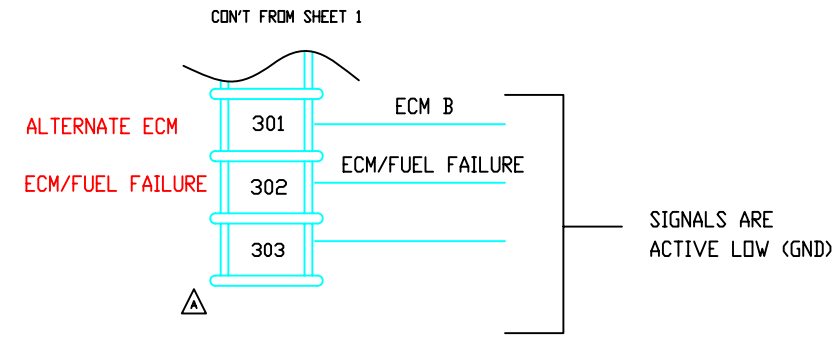 CON'T FROM SHEET 1
ECM B
ALTERNATE ECM
301
ECM/FUEL FAILURE
ECM/FUEL FAILURE
302
SIGNALS ARE
ACTIVE LOW (GND)
303
A